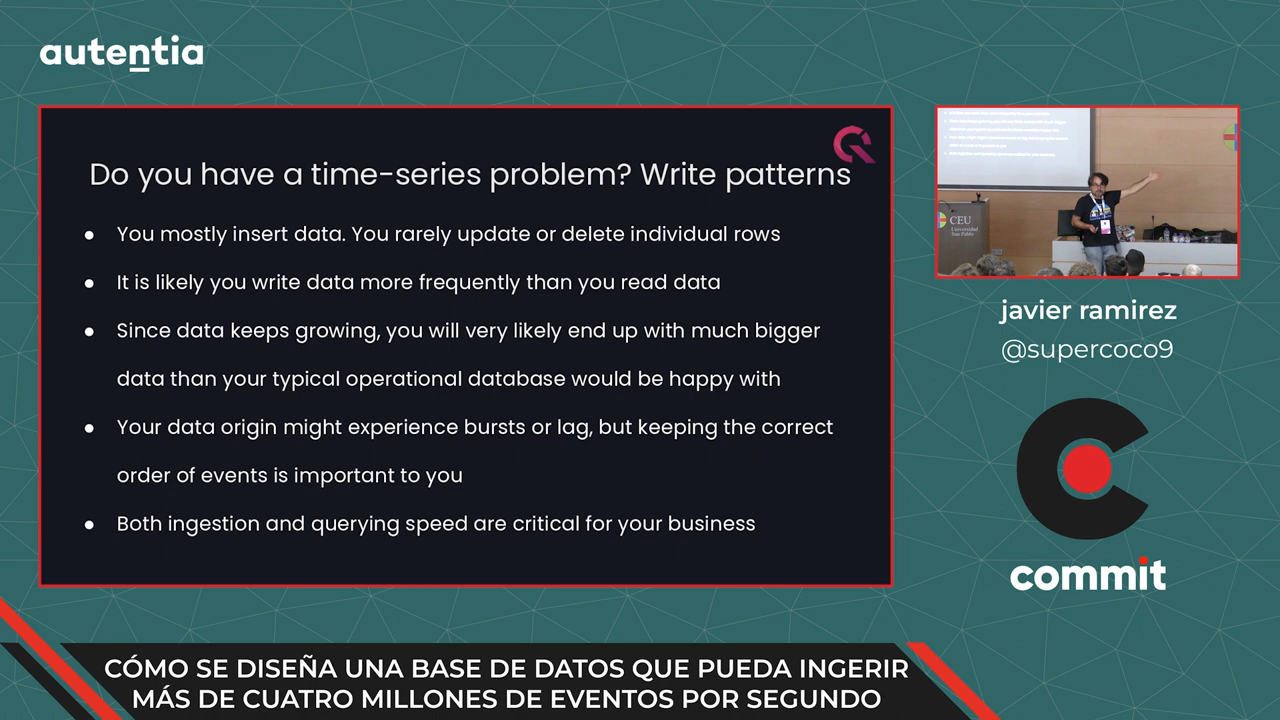 autentia
Do you have a time-series problem? Write patterns
● You mostly insert data. You rarely update or delete individual rows
● It is likely you write data more frequently than you read data
● Since data keeps growing, you will very likely end up with much bigger
data than your typical operational database would be happy with
● Your data origin might experience bursts or lag, but keeping the correct
order of events is important to you
● Both ingestion and querying speed are critical for your business
CEU
Universidad
San Pablo
javier ramirez
@supercoco9
commit
CÓMO SE DISEÑA UNA BASE DE DATOS QUE PUEDA INGERIR
MÁS DE CUATRO MILLONES DE EVENTOS POR SEGUNDO